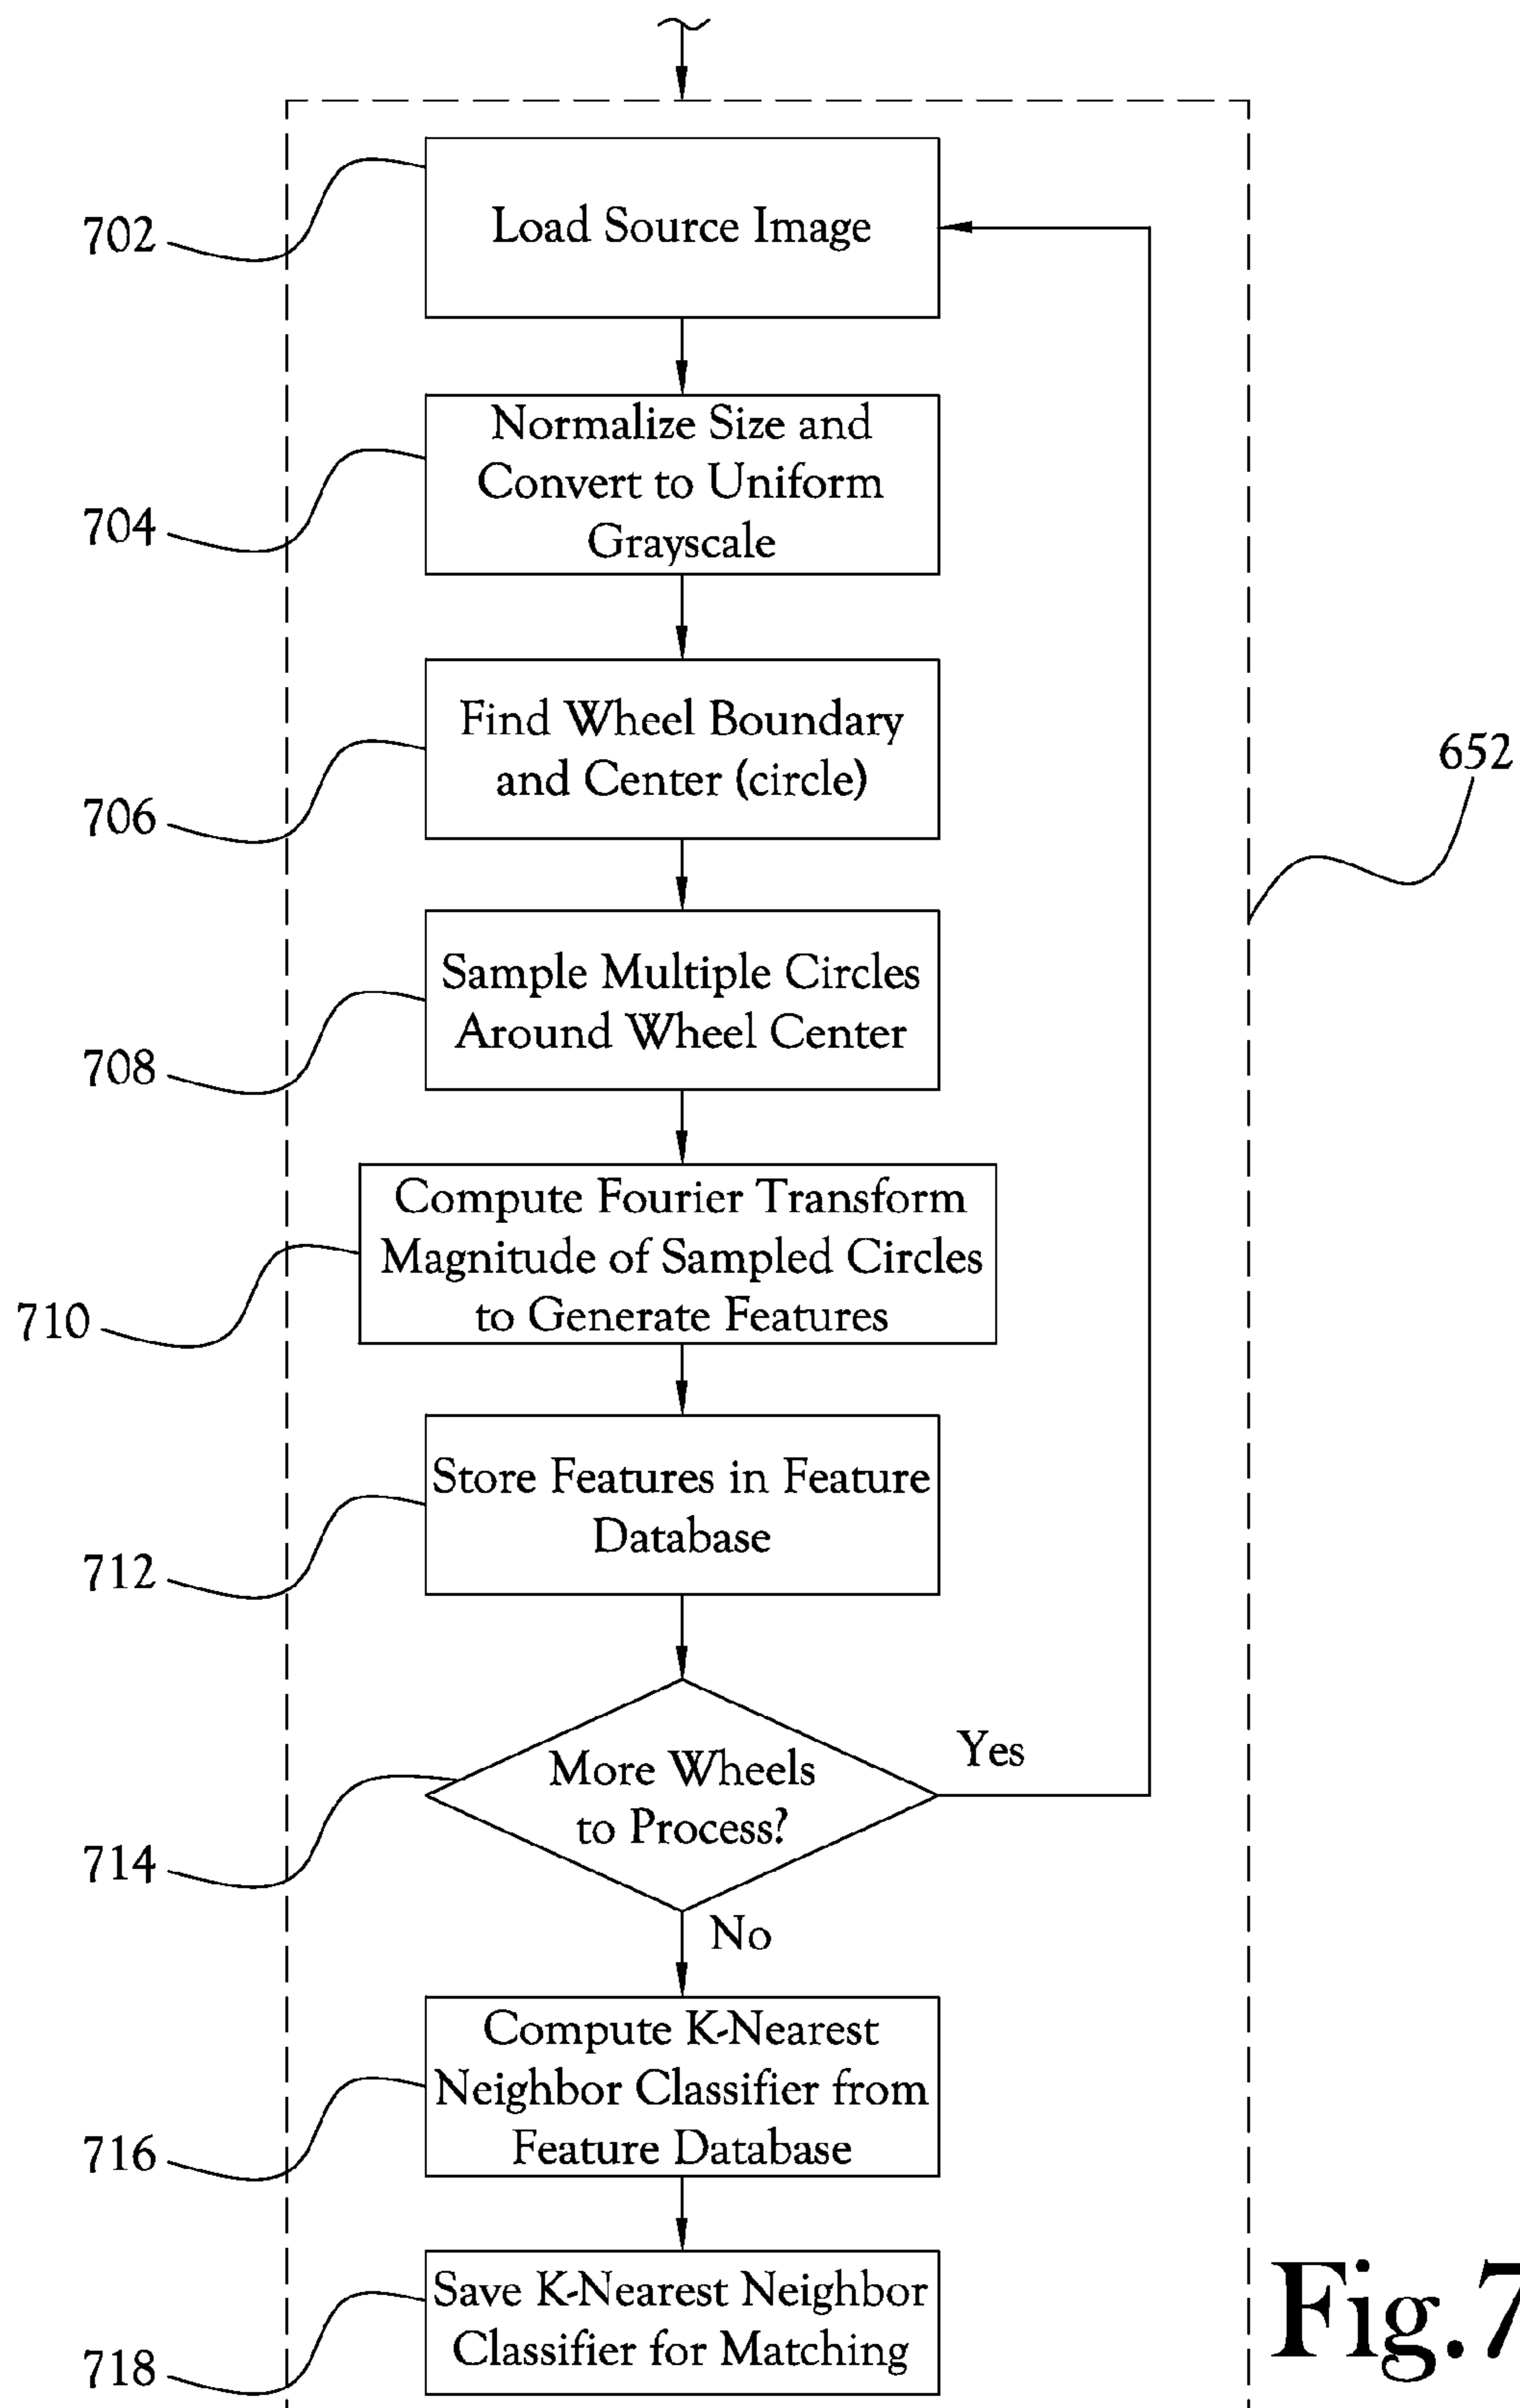 702
Load Source Image
704
Normalize Size and
Convert to Uniform
Grayscale
706
Find Wheel Boundary
and Center (circle)
652
708
Sample Multiple Circles
Around Wheel Center
710
Compute Fourier Transform
Magnitude of Sampled Circles
to Generate Features
712
Store Features in Feature
Database
714
More Wheels
to Process?
Yes
No
716
Compute K-Nearest
Neighbor Classifier from
Feature Database
718
Save K-Nearest Neighbor
Classifier for Matching
Fig.7